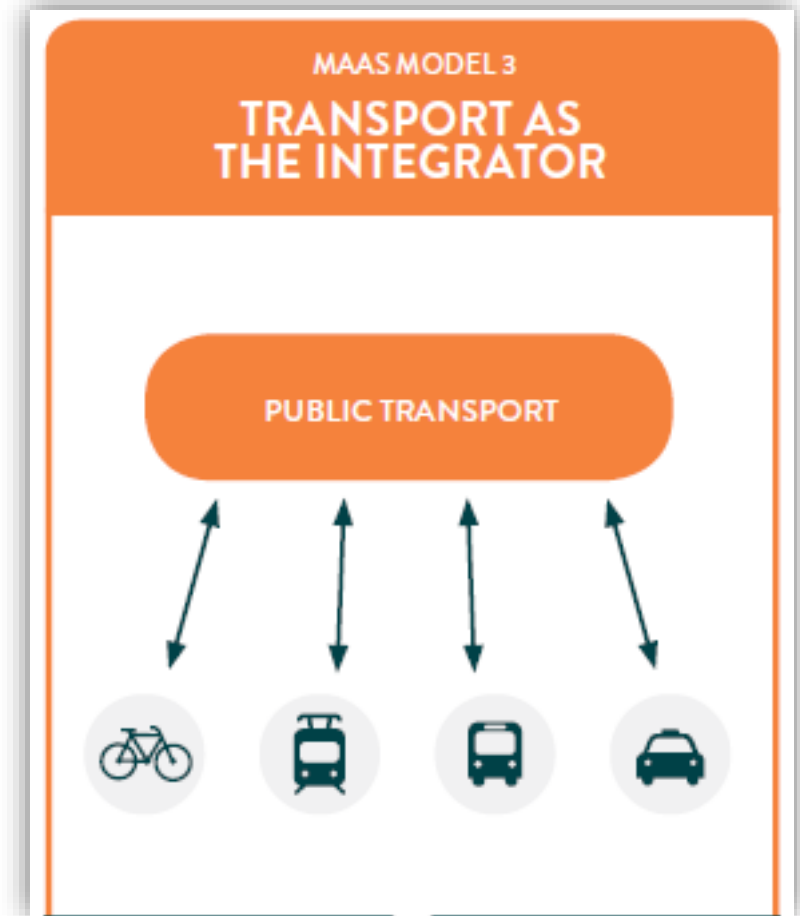 MAAS MODEL 3
TRANSPORT AS
THE INTEGRATOR
PUBLIC TRANSPORT